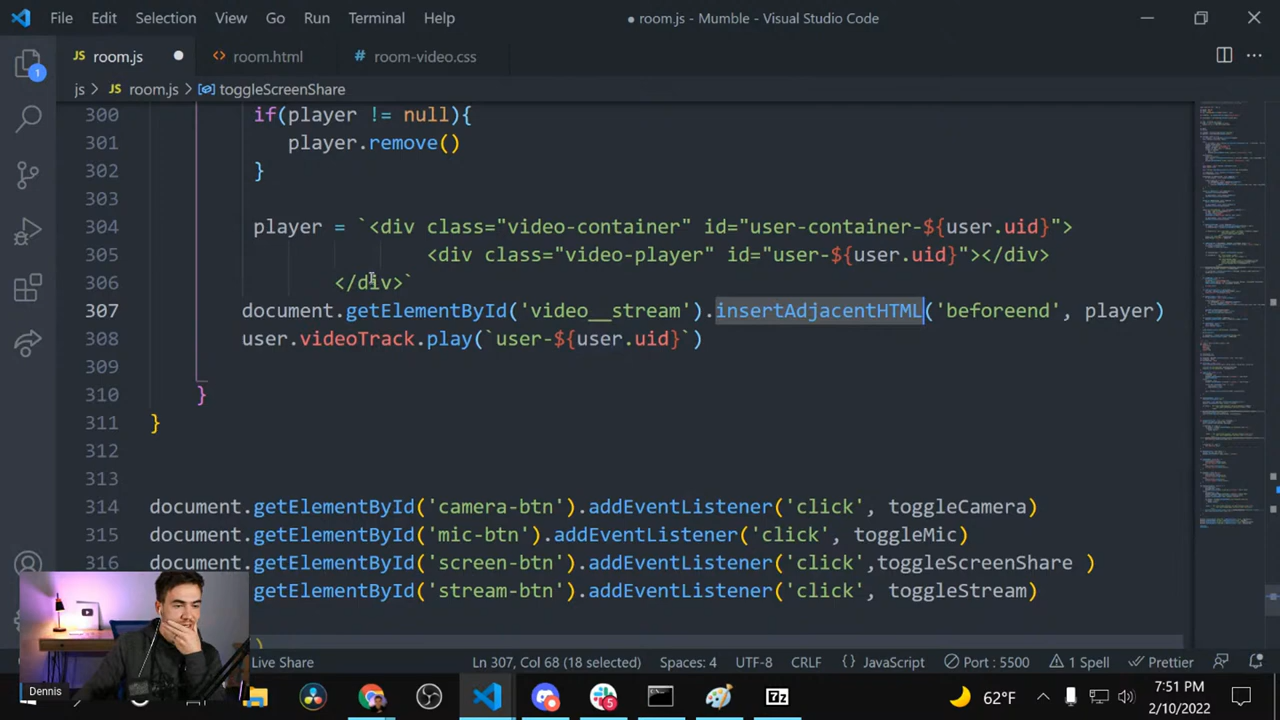 File Edit Selection View Go Run Terminal Help
● room.js - Mumble - Visual Studio Code
JS room.js ● <> room.html # room-video.css
1
js > JS room.js > toggleScreenShare
300 if(player != null){
301 player.remove()
302 }
303
304 player = `<div class="video-container" id="user-container-${user.uid}">
305 <div class="video-player" id="user-${user.uid}"></div>
306 </div>`
307 document.getElementById('video__stream').insertAdjacentHTML('beforeend', player)
308 user.videoTrack.play(`user-${user.uid}`)
309
310 }
311 }
312
313
314 document.getElementById('camera-btn').addEventListener('click', toggleCamera)
315 document.getElementById('mic-btn').addEventListener('click', toggleMic)
316 document.getElementById('screen-btn').addEventListener('click',toggleScreenShare )
getElementById('stream-btn').addEventListener('click', toggleStream)
)
Live Share Ln 307, Col 68 (18 selected) Spaces: 4 UTF-8 CRLF {} JavaScript Port : 5500 1 Spell Prettier
Dennis
5
7z
62°F
7:51 PM
2/10/2022